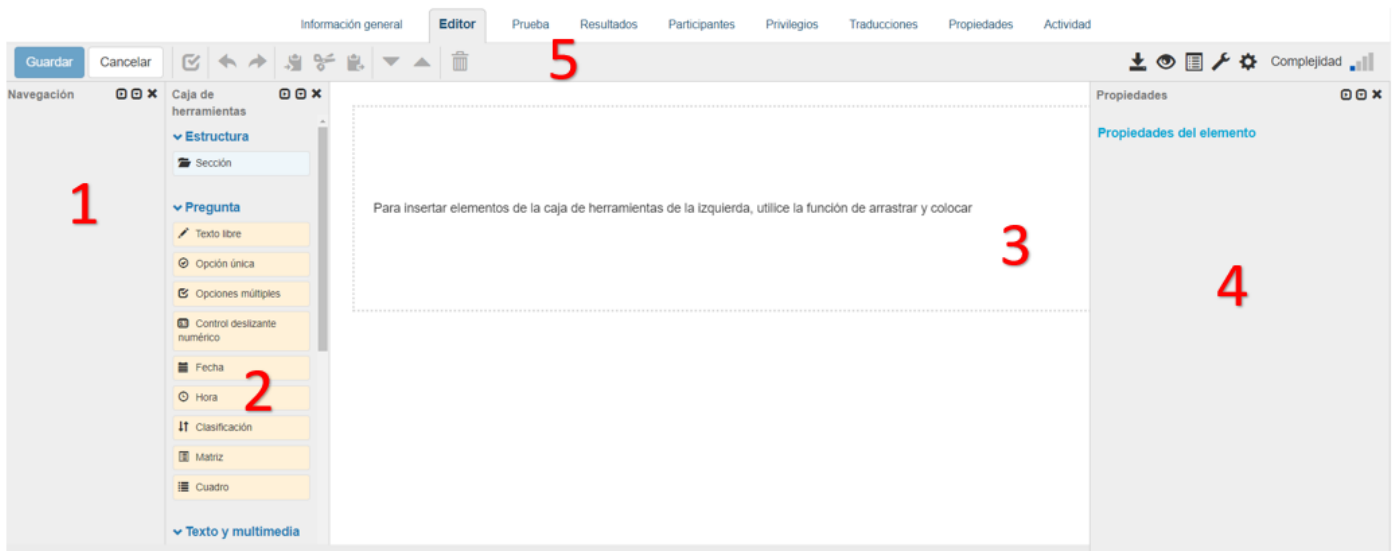 Información general Editor Prueba Resultados Participantes Privilegios Traducciones Propiedades Actividad
5
Guardar Cancelar Complejidad
Navegación
1
Caja de
herramientas
Estructura
Sección
Pregunta
Texto libre
Opción única
Opciones múltiples
Control deslizante
numérico
Fecha
2
Hora
Clasificación
Matriz
Cuadro
Texto y multimedia
Para insertar elementos de la caja de herramientas de la izquierda, utilice la función de arrastrar y colocar
3
Propiedades
Propiedades del elemento
4